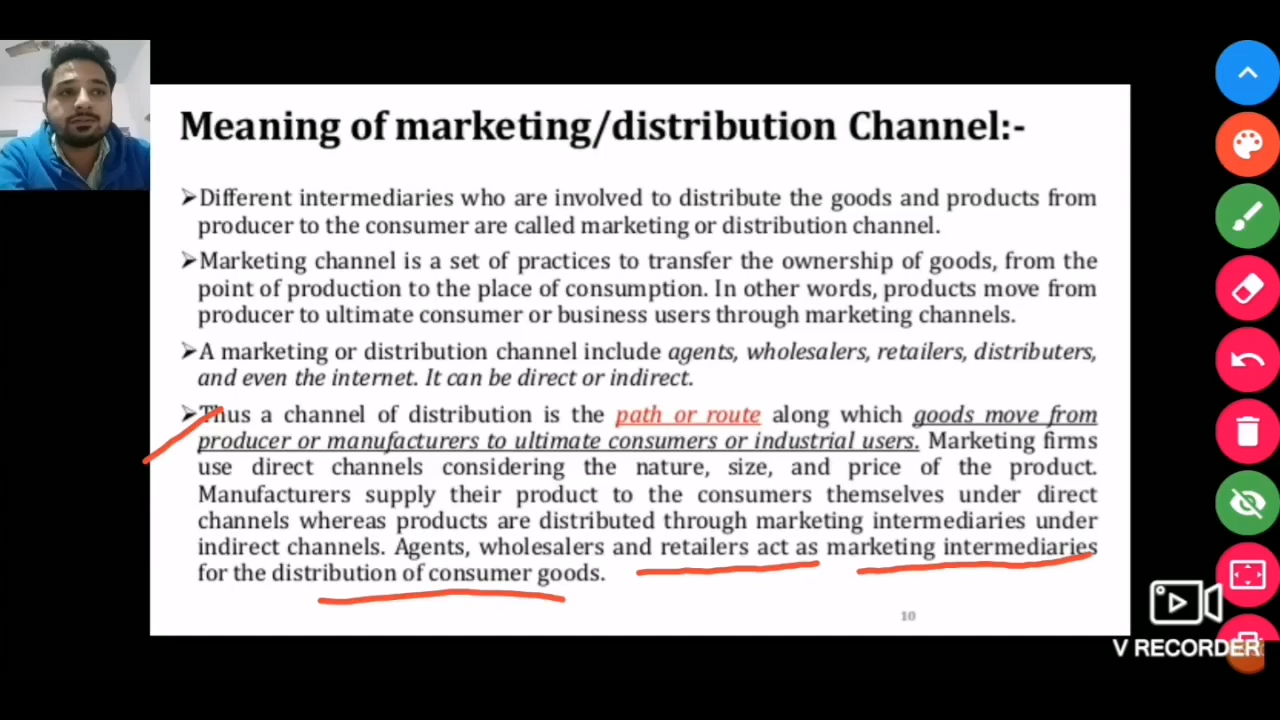 Meaning of marketing/distribution Channel:-
➤Different intermediaries who are involved to distribute the goods and products from
producer to the consumer are called marketing or distribution channel.
➤Marketing channel is a set of practices to transfer the ownership of goods, from the
point of production to the place of consumption. In other words, products move from
producer to ultimate consumer or business users through marketing channels.
➤A marketing or distribution channel include agents, wholesalers, retailers, distributers,
and even the internet. It can be direct or indirect.
➤Thus a channel of distribution is the path or route along which goods move from
producer or manufacturers to ultimate consumers or industrial users. Marketing firms
use direct channels considering the nature, size, and price of the product.
Manufacturers supply their product to the consumers themselves under direct
channels whereas products are distributed through marketing intermediaries under
indirect channels. Agents, wholesalers and retailers act as marketing intermediaries
for the distribution of consumer goods.
10
V RECORDER